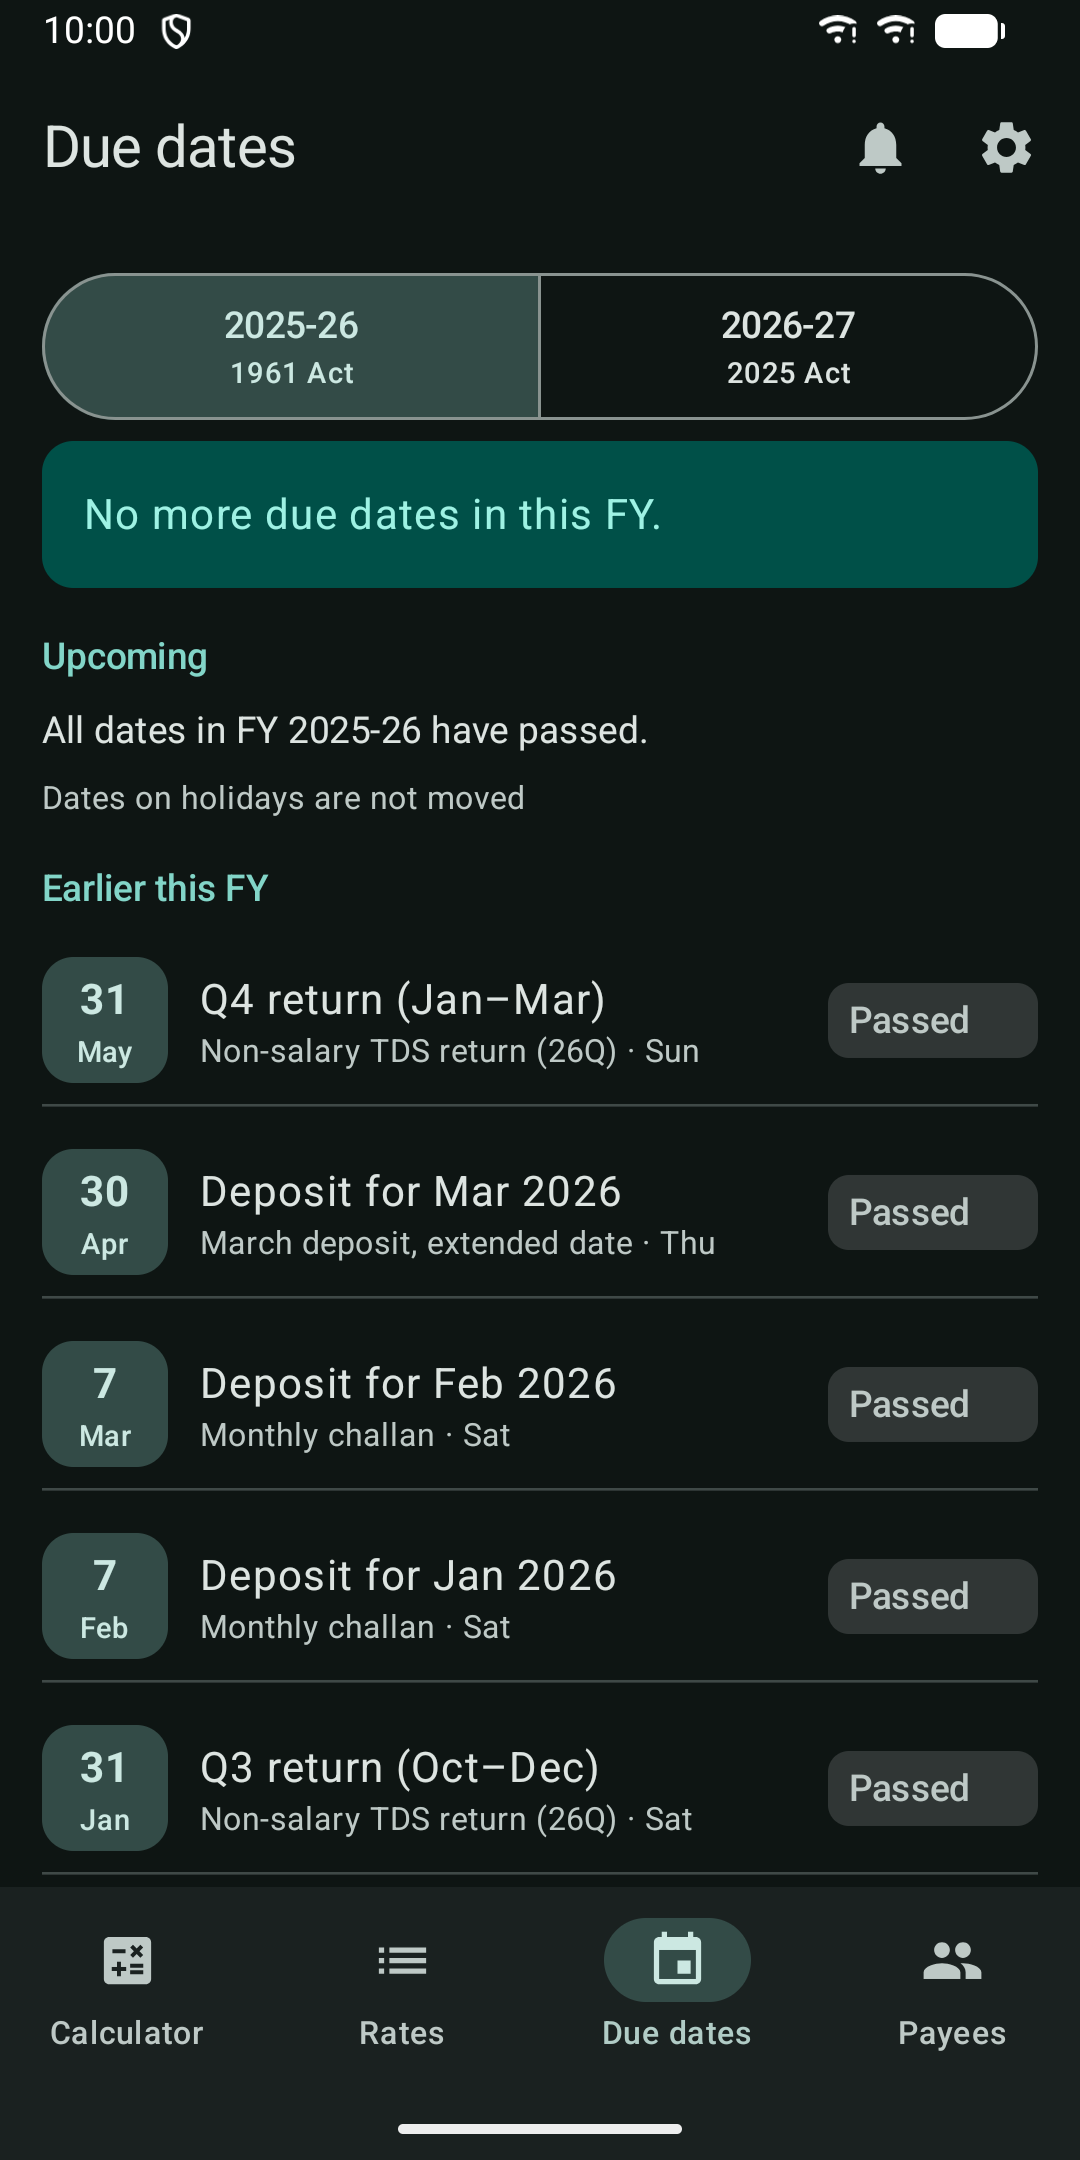 10:00
Due dates
2025-26
1961 Act
2026-27
2025 Act
No more due dates in this FY.
Upcoming
All dates in FY 2025-26 have passed.
Dates on holidays are not moved
Earlier this FY
31
May
Q4 return (Jan–Mar)
Non-salary TDS return (26Q) · Sun
Passed
30
Apr
Deposit for Mar 2026
March deposit, extended date · Thu
Passed
7
Mar
Deposit for Feb 2026
Monthly challan · Sat
Passed
7
Feb
Deposit for Jan 2026
Monthly challan · Sat
Passed
31
Jan
Q3 return (Oct–Dec)
Non-salary TDS return (26Q) · Sat
Passed
Calculator
Rates
Due dates
Payees